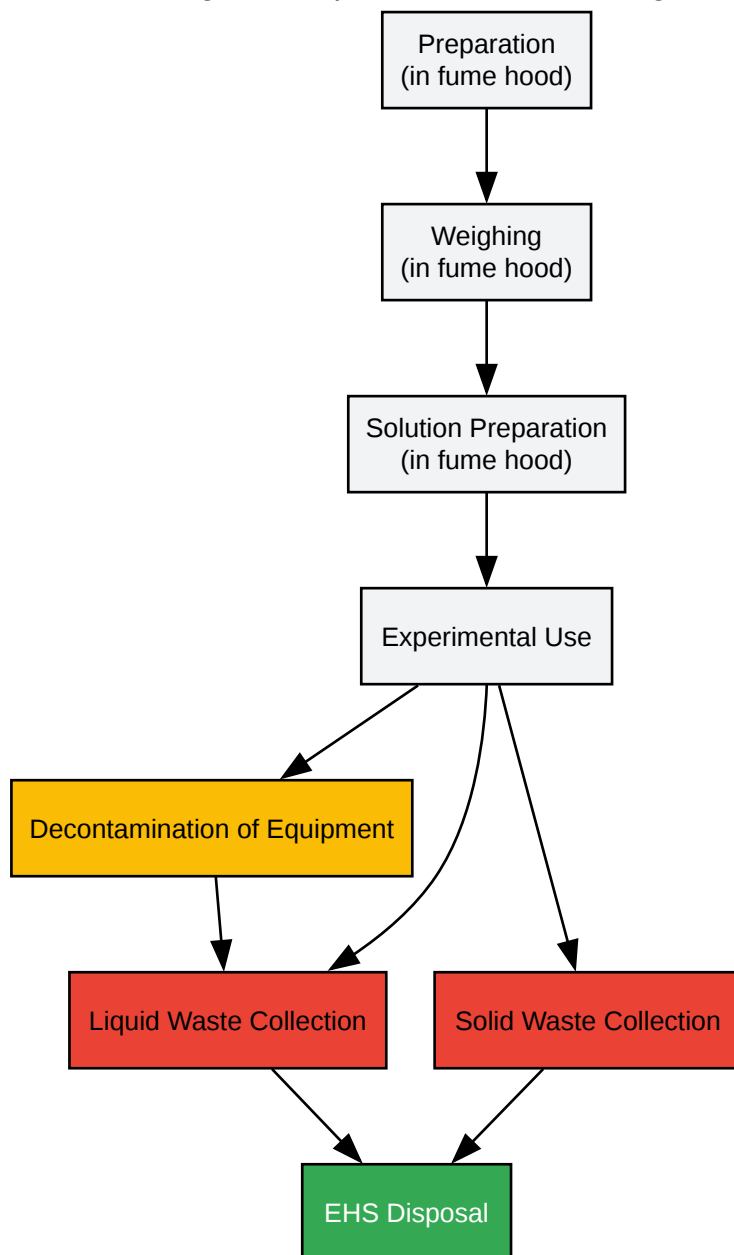 Preparation
(in fume hood)
Weighing
(in fume hood)
Solution Preparation
(in fume hood)
Experimental Use
Decontamination of Equipment
Liquid Waste Collection
Solid Waste Collection
EHS Disposal